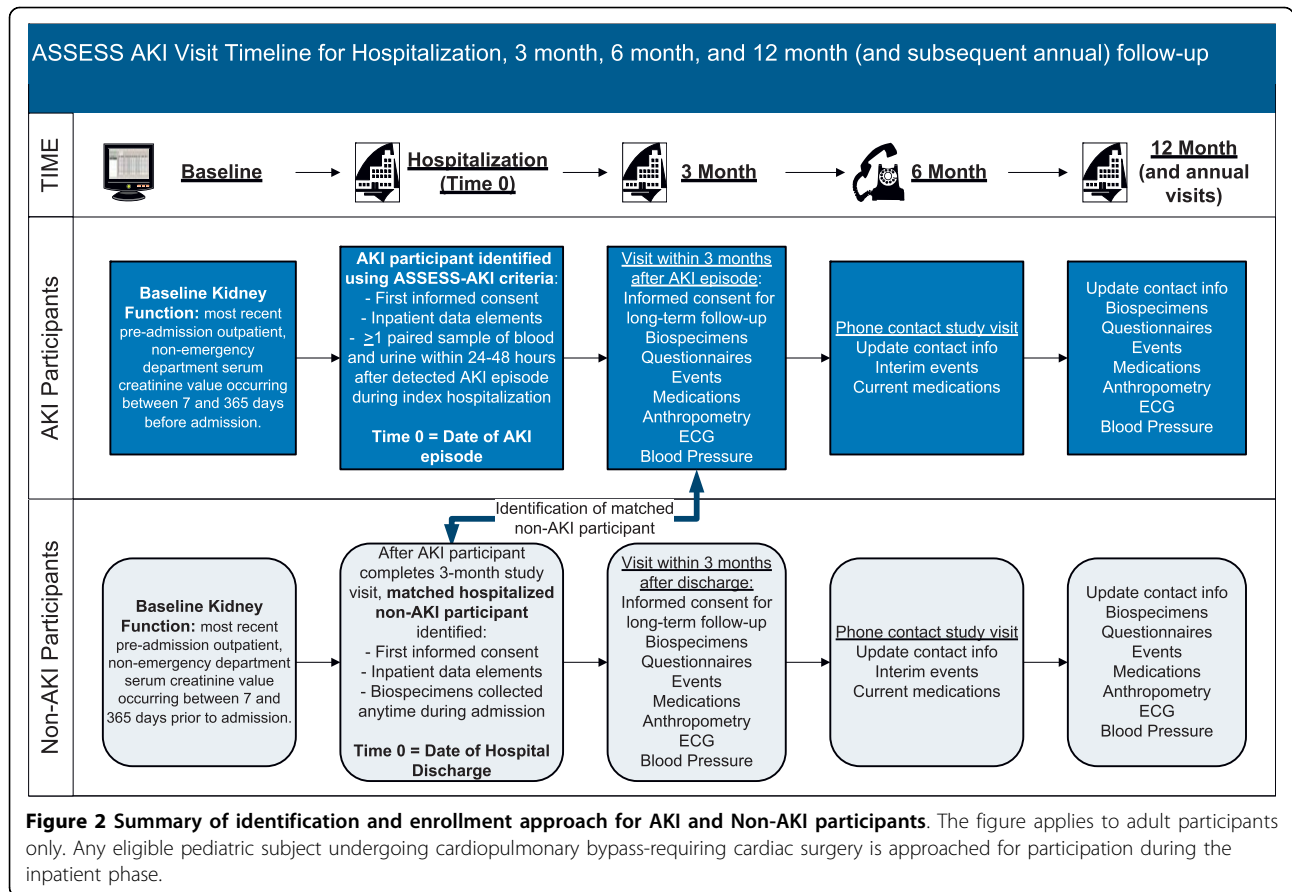 ASSESS AKI Visit Timeline for Hospitalization, 3 month, 6 month, and 12 month (and subsequent annual) follow-up
TIME
Baseline
Hospitalization
(Time 0)
3 Month
6 Month
12 Month
(and annual
visits)
AKI Participants
Baseline Kidney
Function: most recent
pre-admission outpatient,
non-emergency
department serum
creatinine value occurring
between 7 and 365 days
before admission.
AKI participant identified
using ASSESS-AKI criteria:
- First informed consent
- Inpatient data elements
- ≥1 paired sample of blood
and urine within 24-48 hours
after detected AKI episode
during index hospitalization
Time 0 = Date of AKI
episode
Visit within 3 months
after AKI episode:
Informed consent for
long-term follow-up
Biospecimens
Questionnaires
Events
Medications
Anthropometry
ECG
Blood Pressure
Phone contact study visit
Update contact info
Interim events
Current medications
Update contact info
Biospecimens
Questionnaires
Events
Medications
Anthropometry
ECG
Blood Pressure
Identification of matched
non-AKI participant
Non-AKI Participants
Baseline Kidney
Function: most recent
pre-admission outpatient,
non-emergency department
serum creatinine value
occurring between 7 and
365 days prior to admission.
After AKI participant
completes 3-month study
visit, matched hospitalized
non-AKI participant
identified:
- First informed consent
- Inpatient data elements
- Biospecimens collected
anytime during admission
Time 0 = Date of Hospital
Discharge
Visit within 3 months
after discharge:
Informed consent for
long-term follow-up
Biospecimens
Questionnaires
Events
Medications
Anthropometry
ECG
Blood Pressure
Phone contact study visit
Update contact info
Interim events
Current medications
Update contact info
Biospecimens
Questionnaires
Events
Medications
Anthropometry
ECG
Blood Pressure
Figure 2 Summary of identification and enrollment approach for AKI and Non-AKI participants. The figure applies to adult participants
only. Any eligible pediatric subject undergoing cardiopulmonary bypass-requiring cardiac surgery is approached for participation during the
inpatient phase.